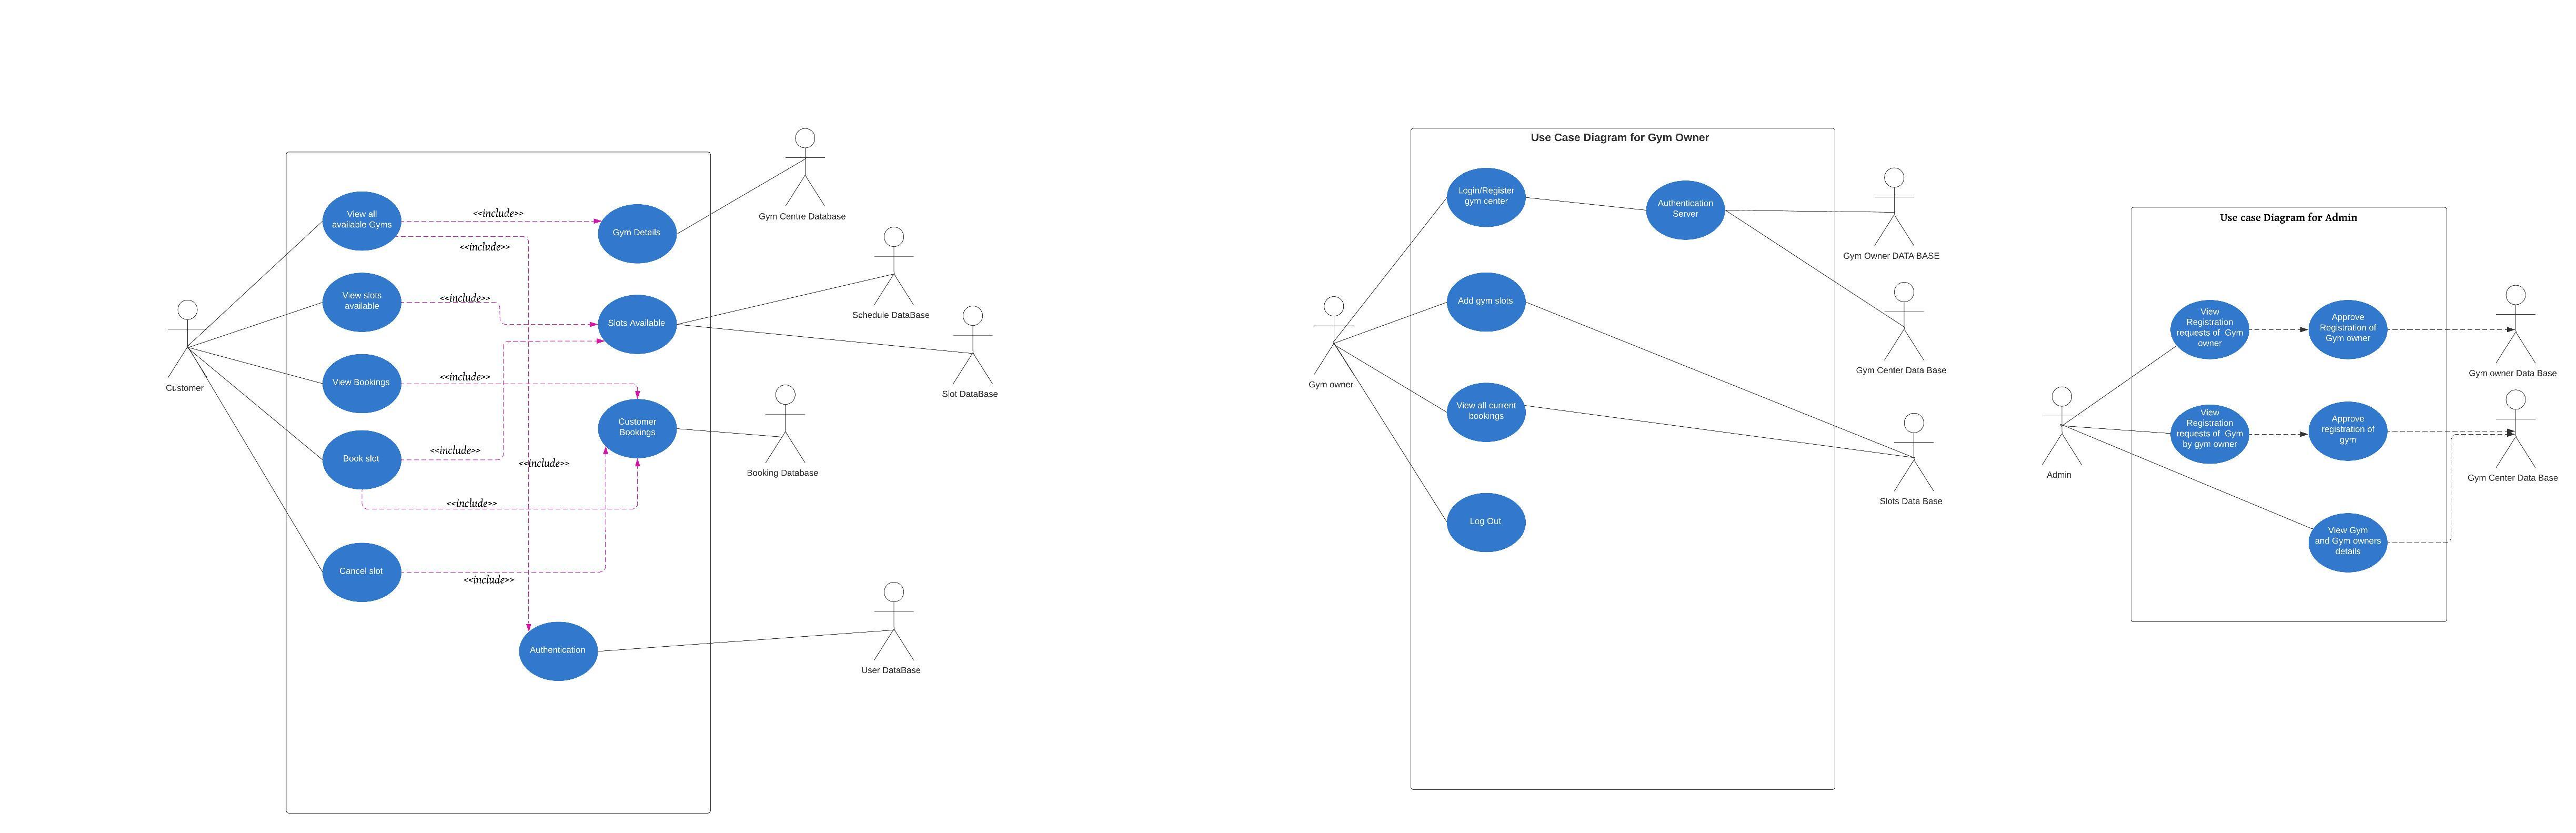 View all
available Gyms
<<include>>
<<include>>
Gym Details
Gym Centre Database
View slots
available
<<include>>
Slots Available
Schedule DataBase
Slot DataBase
Customer
View Bookings
<<include>>
Customer
Bookings
Booking Database
Book slot
<<include>>
<<include>>
<<include>>
Cancel slot
<<include>>
Authentication
User DataBase
Use Case Diagram for Gym Owner
Login/Register
gym center
Authentication
Server
Gym Owner DATA BASE
Add gym slots
Gym Center Data Base
Gym owner
View all current
bookings
Slots Data Base
Log Out
Use case Diagram for Admin
View
Registration
requests of  Gym
owner
Approve
Registration of
Gym owner
Gym owner Data Base
View
Registration
requests of  Gym
by gym owner
Approve
registration of
gym
Gym Center Data Base
Admin
View Gym
and Gym owners
details